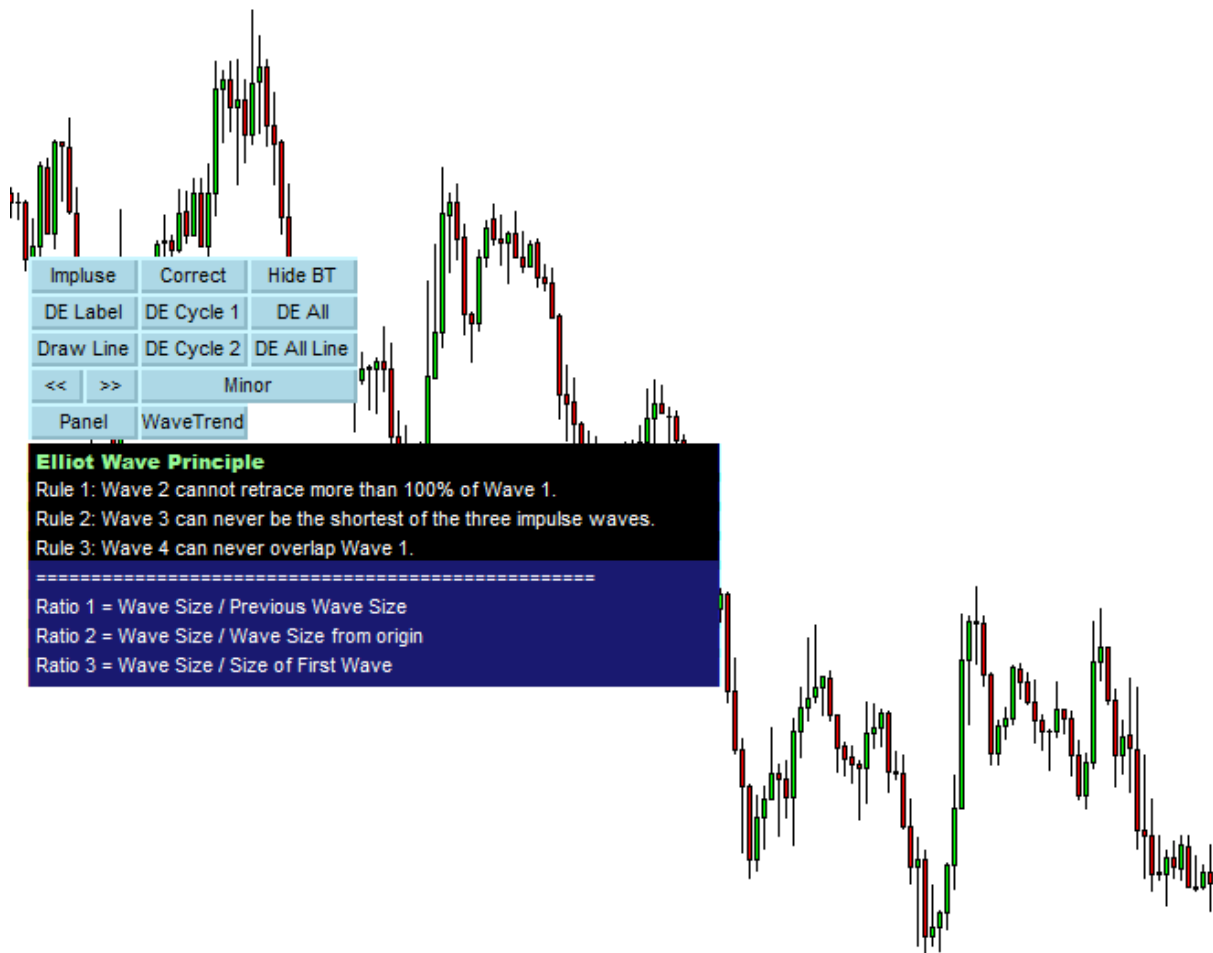 Impluse Correct Hide BT
DE Label DE Cycle 1 DE All
Draw Line DE Cycle 2 DE All Line
<< >> Minor
Panel WaveTrend
Elliot Wave Principle
Rule 1: Wave 2 cannot retrace more than 100% of Wave 1.
Rule 2: Wave 3 can never be the shortest of the three impulse waves.
Rule 3: Wave 4 can never overlap Wave 1.
===================================================
Ratio 1 = Wave Size / Previous Wave Size
Ratio 2 = Wave Size / Wave Size from origin
Ratio 3 = Wave Size / Size of First Wave